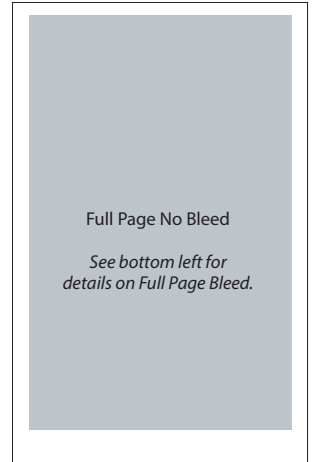 Full Page No Bleed
See bottom left for
details on Full Page Bleed.